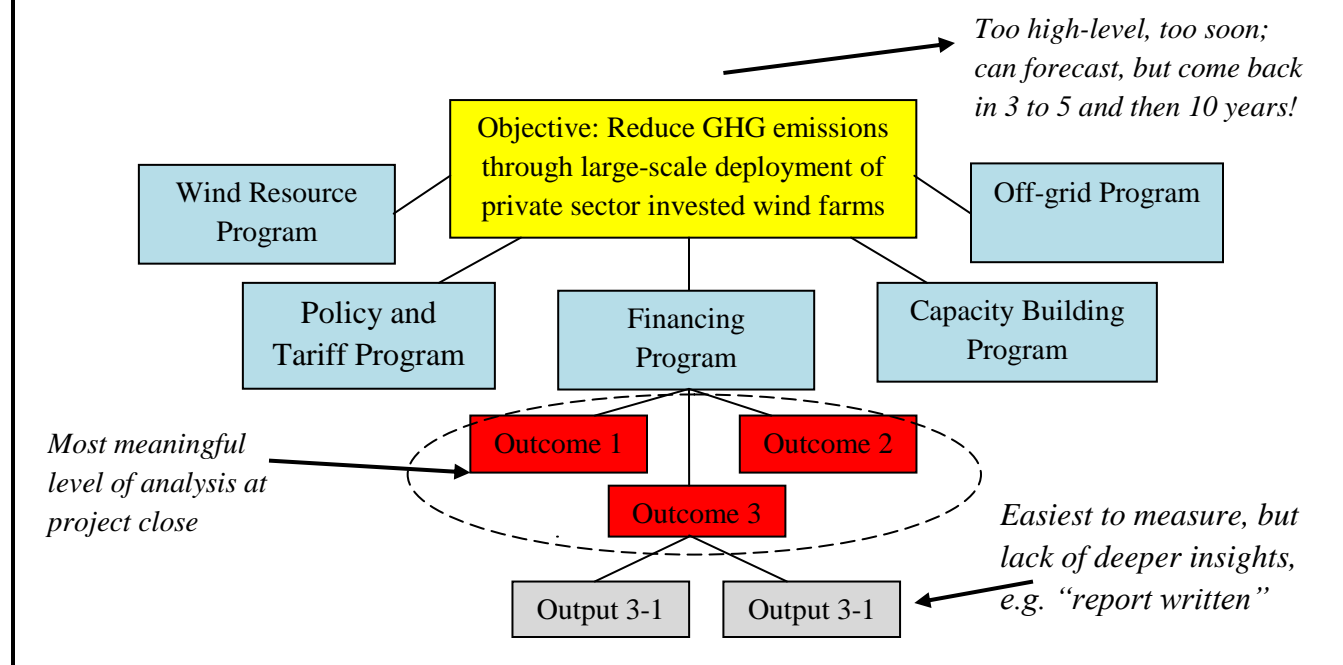 Too high-level, too soon;
can forecast, but come back
in 3 to 5 and then 10 years!
Objective: Reduce GHG emissions
through large-scale deployment of
private sector invested wind farms
Wind Resource
Program
Off-grid Program
Policy and
Tariff Program
Financing
Program
Capacity Building
Program
Most meaningful
level of analysis at
project close
Outcome 1
Outcome 2
Outcome 3
Easiest to measure, but
lack of deeper insights,
e.g. “report written”
Output 3-1
Output 3-1